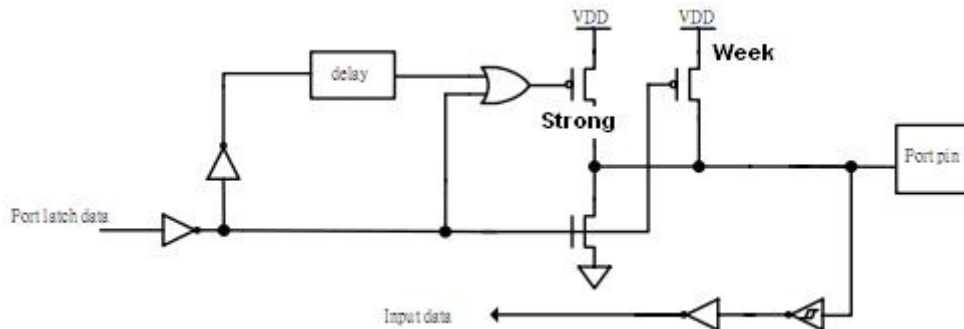 VDD
VDD
Week
delay
Strong
Port pin
Port latch data
Input data